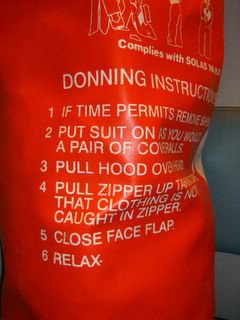 Complies with SOLAS 74/
DONNING INSTRUCTION
1 IF TIME PERMITS REMOVE
2 PUT SUIT ON AS YOU WOULD
A PAIR OF COVERALLS.
3 PULL HOOD OVER HEAD.
4 PULL ZIPPER UP
THAT CLOTHING IS NOT
CAUGHT IN ZIPPER.
5 CLOSE FACE FLAP.
6 RELAX.